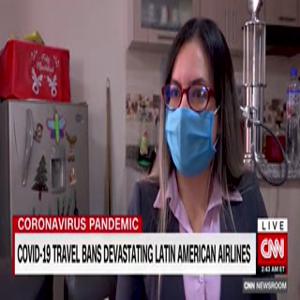 CORONAVIRUS PANDEMIC
LIVE
CNN
COVID-19 TRAVEL BANS DEVASTATING LATIN AMERICAN AIRLINES
2:43 AM ET
CNN NEWSROOM